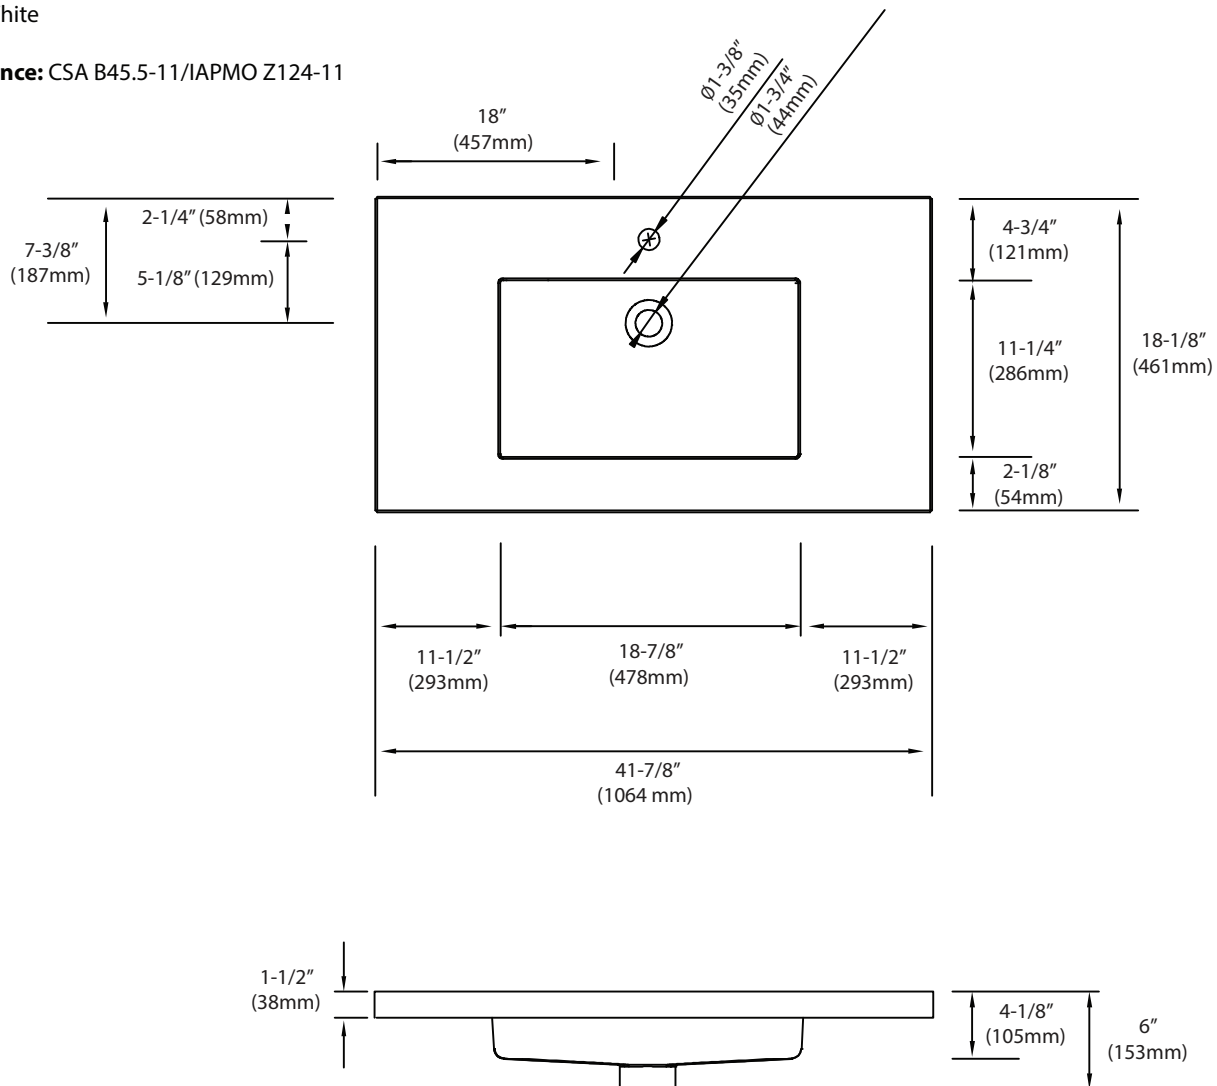 hite
nce: CSA B45.5-11/IAPMO Z124-11
Ø1-3/8”
(35mm)
Ø1-3/4”
(44mm)
18”
(457mm)
2-1/4” (58mm)
7-3/8”
(187mm)
5-1/8” (129mm)
4-3/4”
(121mm)
11-1/4”
(286mm)
18-1/8”
(461mm)
2-1/8”
(54mm)
11-1/2”
(293mm)
18-7/8”
(478mm)
11-1/2”
(293mm)
41-7/8”
(1064 mm)
1-1/2”
(38mm)
4-1/8”
(105mm)
6”
(153mm)